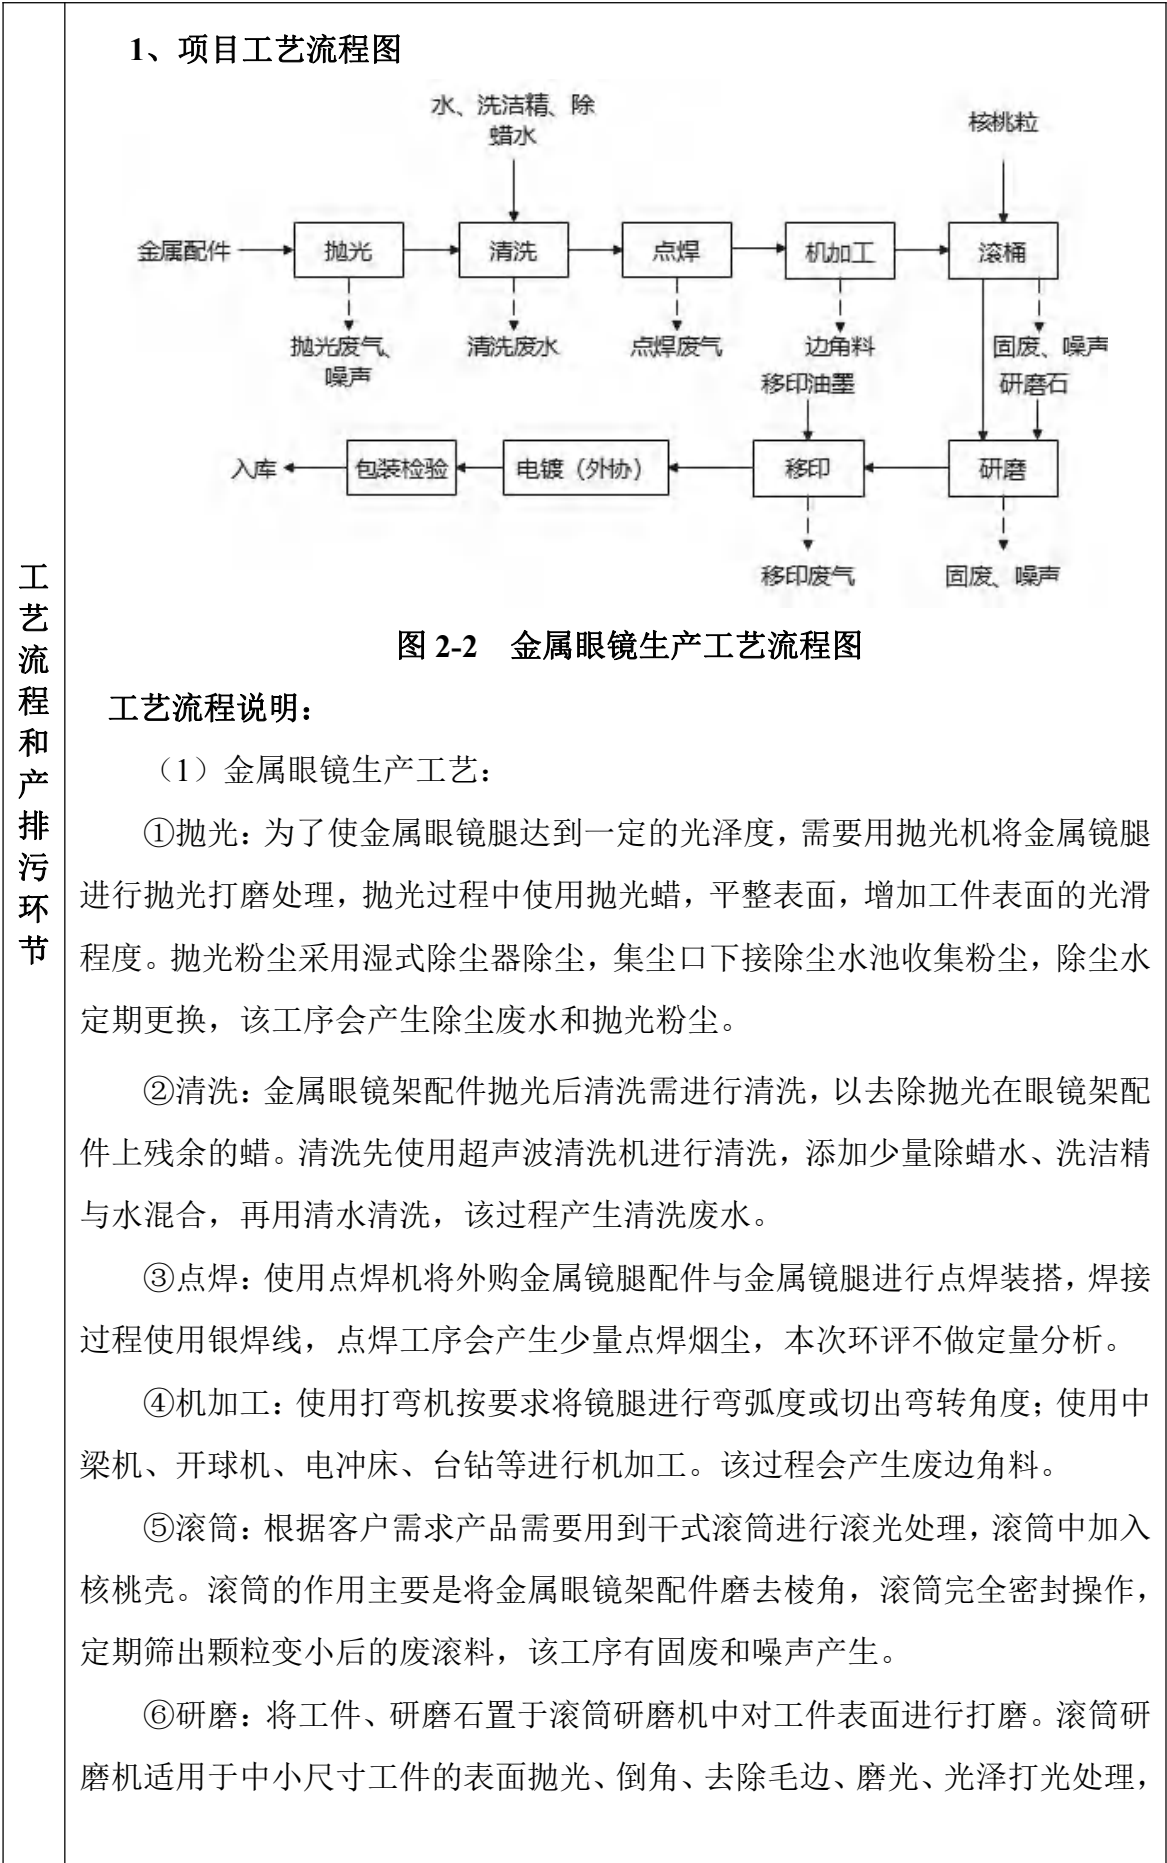 1、项目工艺流程图
水、洗洁精、除
蜡水
核桃粒
金属配件
抛光
清洗
点焊
机加工
滚桶
抛光废气、
噪声
清洗废水
点焊废气
边角料
固废、噪声
移印油墨
研磨石
入库
包装检验
电镀（外协）
移印
研磨
移印废气
固废、噪声
图 2-2 金属眼镜生产工艺流程图
工艺流程和产排污环节
工艺流程说明：
（1）金属眼镜生产工艺：
①抛光：为了使金属眼镜腿达到一定的光泽度，需要用抛光机将金属镜腿
进行抛光打磨处理，抛光过程中使用抛光蜡，平整表面，增加工件表面的光滑
程度。抛光粉尘采用湿式除尘器除尘，集尘口下接除尘水池收集粉尘，除尘水
定期更换，该工序会产生除尘废水和抛光粉尘。
②清洗：金属眼镜架配件抛光后清洗需进行清洗，以去除抛光在眼镜架配
件上残余的蜡。清洗先使用超声波清洗机进行清洗，添加少量除蜡水、洗洁精
与水混合，再用清水清洗，该过程产生清洗废水。
③点焊：使用点焊机将外购金属镜腿配件与金属镜腿进行点焊装搭，焊接
过程使用银焊线，点焊工序会产生少量点焊烟尘，本次环评不做定量分析。
④机加工：使用打弯机按要求将镜腿进行弯弧度或切出弯转角度；使用中
梁机、开球机、电冲床、台钻等进行机加工。该过程会产生废边角料。
⑤滚筒：根据客户需求产品需要用到干式滚筒进行滚光处理，滚筒中加入
核桃壳。滚筒的作用主要是将金属眼镜架配件磨去棱角，滚筒完全密封操作，
定期筛出颗粒变小后的废滚料，该工序有固废和噪声产生。
⑥研磨：将工件、研磨石置于滚筒研磨机中对工件表面进行打磨。滚筒研
磨机适用于中小尺寸工件的表面抛光、倒角、去除毛边、磨光、光泽打光处理，